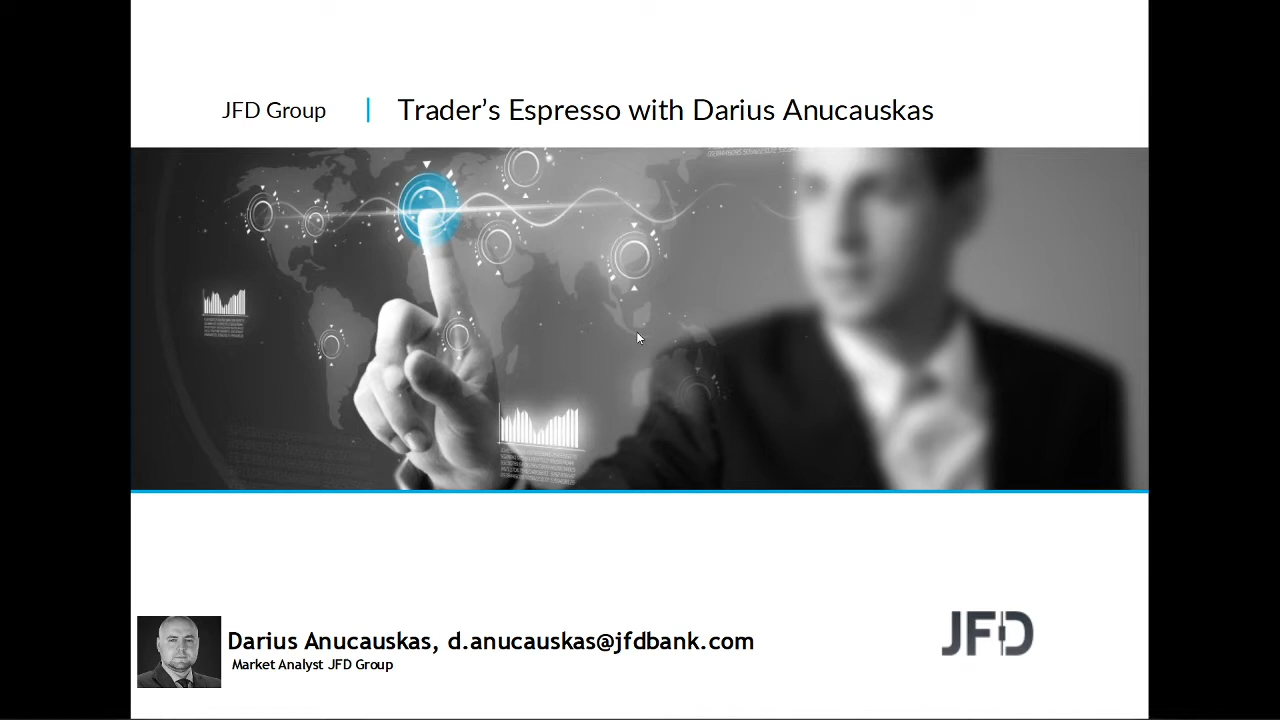 JFD Group | Trader's Espresso with Darius Anucauskas
Darius Anucauskas, d.anucauskas@jfdbank.com
Market Analyst JFD Group
JFD